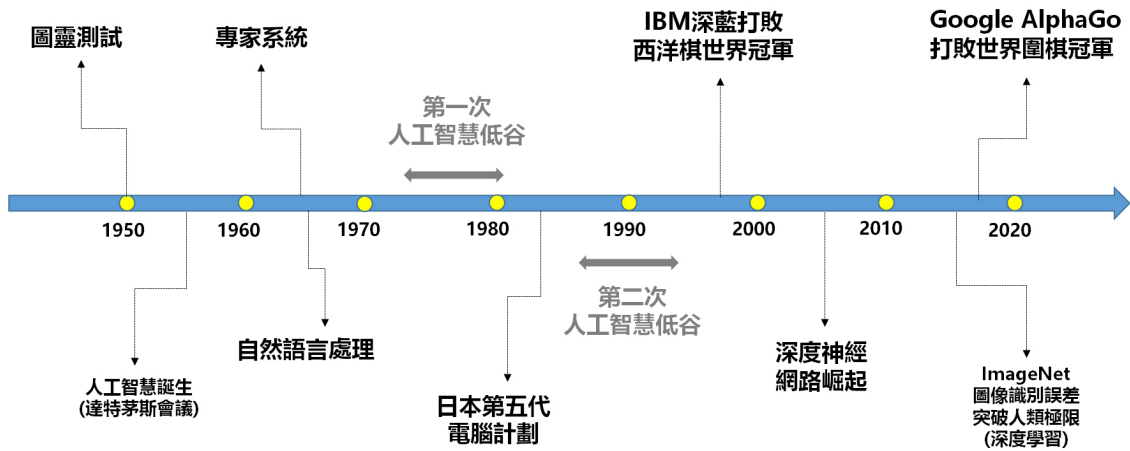 圖靈測試
專家系統
IBM深藍打敗
西洋棋世界冠軍
Google AlphaGo
打敗世界圍棋冠軍
第一次
人工智慧低谷
1950
1960
1970
1980
1990
2000
2010
2020
第二次
人工智慧低谷
自然語言處理
人工智慧誕生
(達特茅斯會議)
日本第五代
電腦計劃
深度神經
網路崛起
ImageNet
圖像識別誤差
突破人類極限
(深度學習)